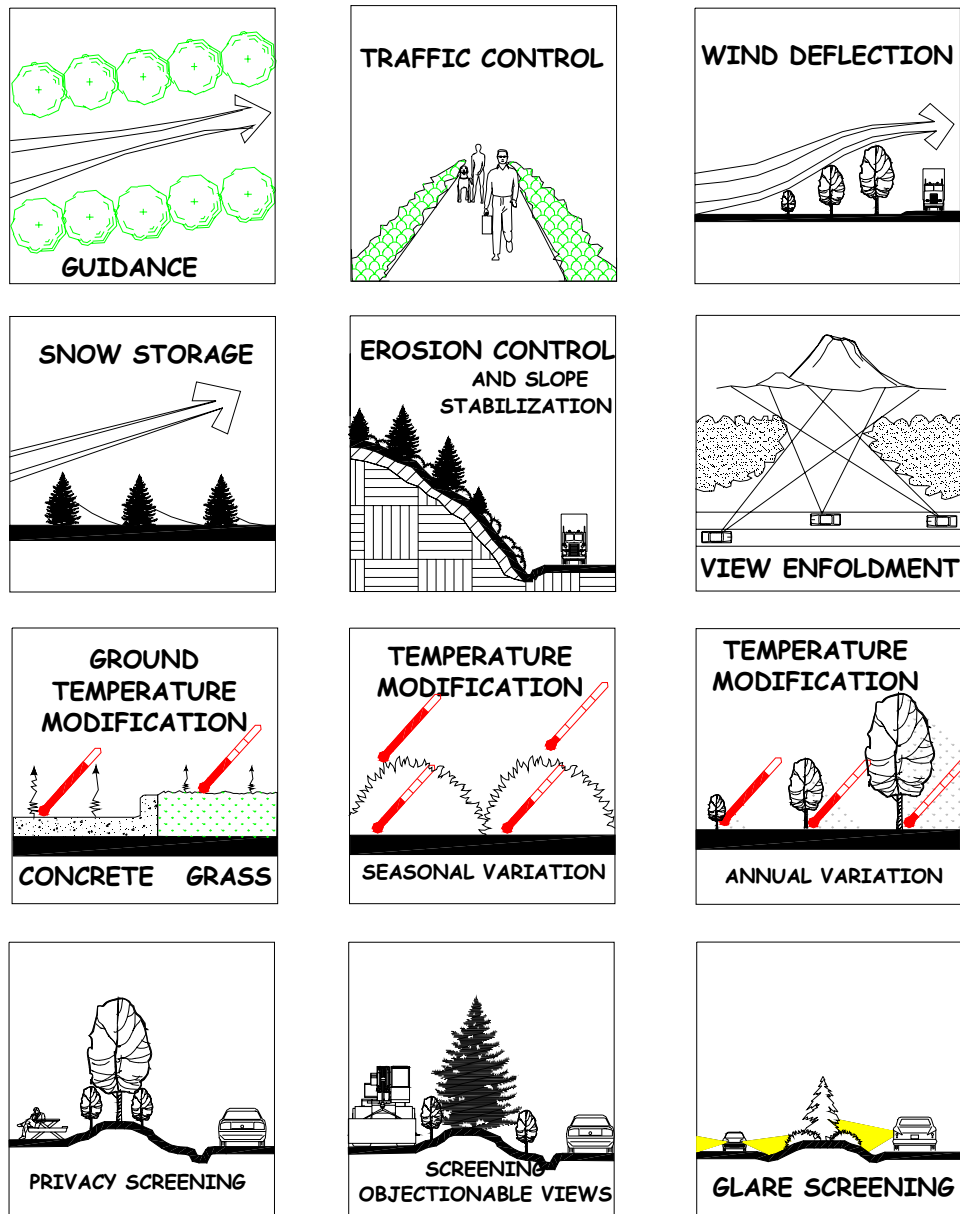 GUIDANCE
TRAFFIC CONTROL
WIND DEFLECTION
SNOW STORAGE
EROSION CONTROL
AND SLOPE
STABILIZATION
VIEW ENFOLDMENT
GROUND
TEMPERATURE
MODIFICATION
CONCRETE GRASS
TEMPERATURE
MODIFICATION
SEASONAL VARIATION
TEMPERATURE
MODIFICATION
ANNUAL VARIATION
PRIVACY SCREENING
SCREENING
OBJECTIONABLE VIEWS
GLARE SCREENING